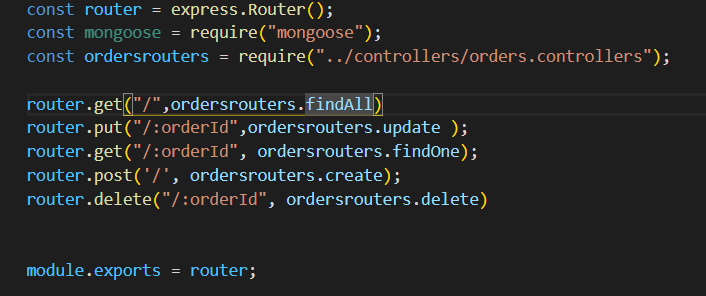 const router = express.Router();
const mongoose = require("mongoose");
const ordersrouters = require("../controllers/orders.controllers");
router.get("/",ordersrouters.findAll)
router.put("/:orderId",ordersrouters.update );
router.get("/:orderId", ordersrouters.findOne);
router.post('/', ordersrouters.create);
router.delete("/:orderId", ordersrouters.delete)
module.exports = router;